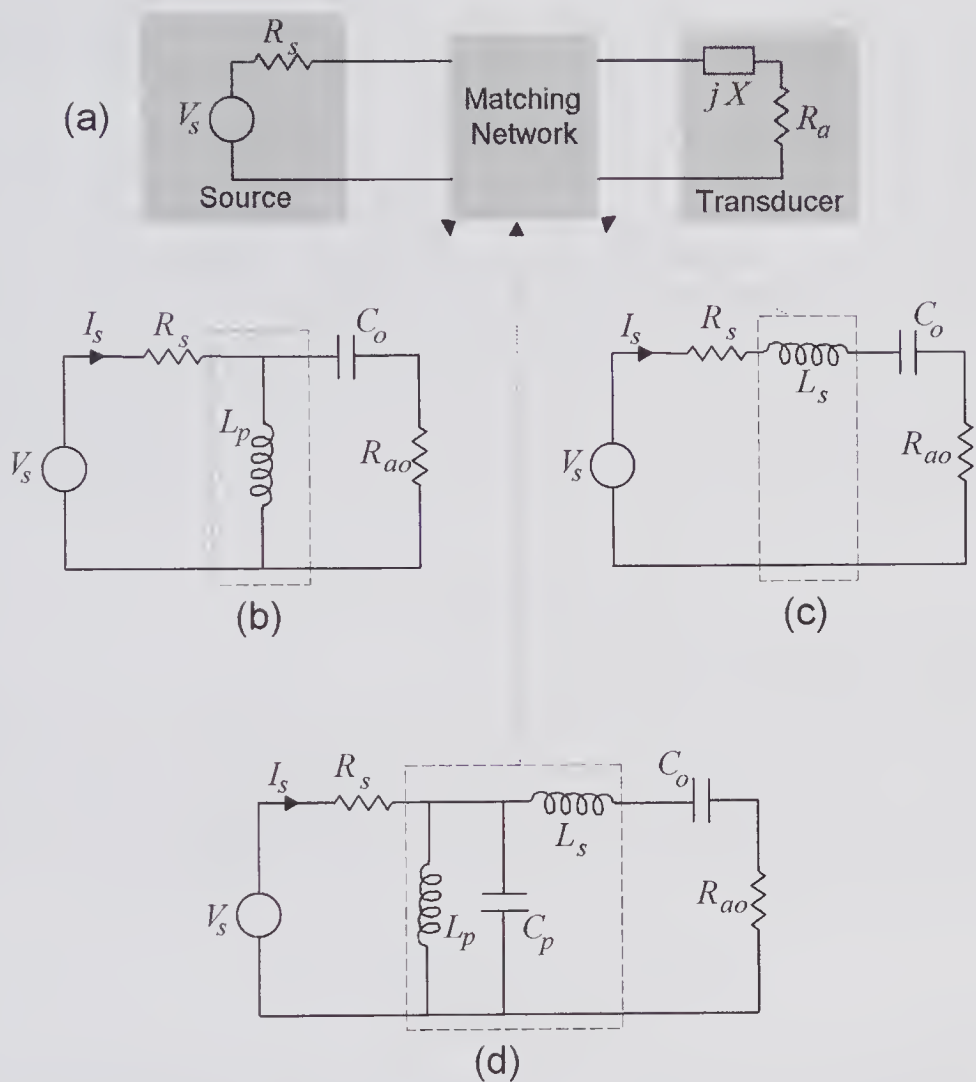 (a)
R_s
V_s
Source
Matching
Network
j X
R_a
Transducer
I_s
R_s
C_o
L_p
V_s
R_ao
(b)
I_s
R_s
L_s
C_o
V_s
R_ao
(c)
I_s
R_s
L_s
C_o
V_s
L_p
C_p
R_ao
(d)